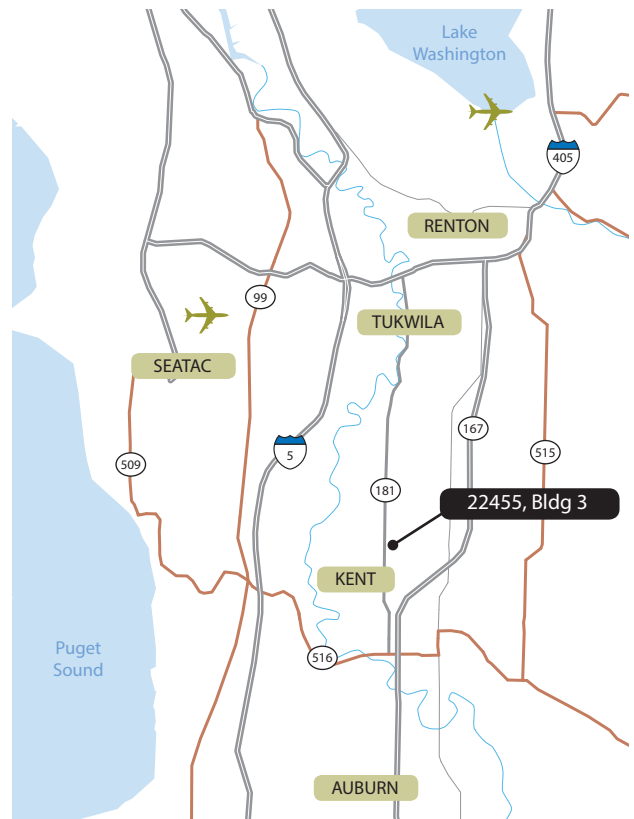 Lake
Washington
405
RENTON
99
TUKWILA
SEATAC
167
5
515
509
181
22455, Bldg 3
KENT
Puget
Sound
516
AUBURN